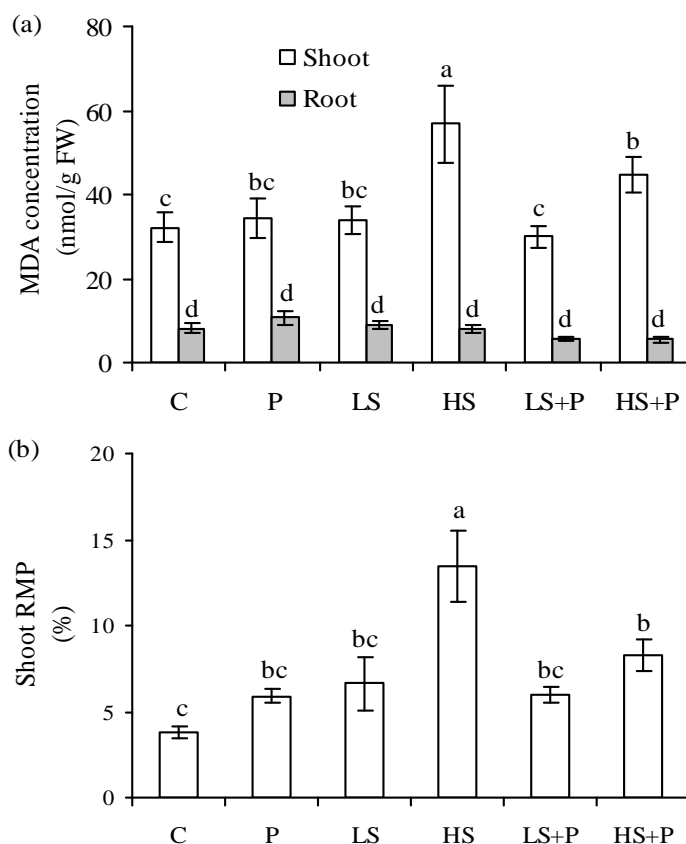 (a)
MDA concentration
(nmol/g FW)
80
60
40
20
0
Shoot
Root
c
bc
bc
a
c
b
d
d
d
d
d
d
C P LS HS LS+P HS+P
(b)
Shoot RMP
(%)
20
15
10
5
0
c
bc
bc
a
bc
b
C P LS HS LS+P HS+P